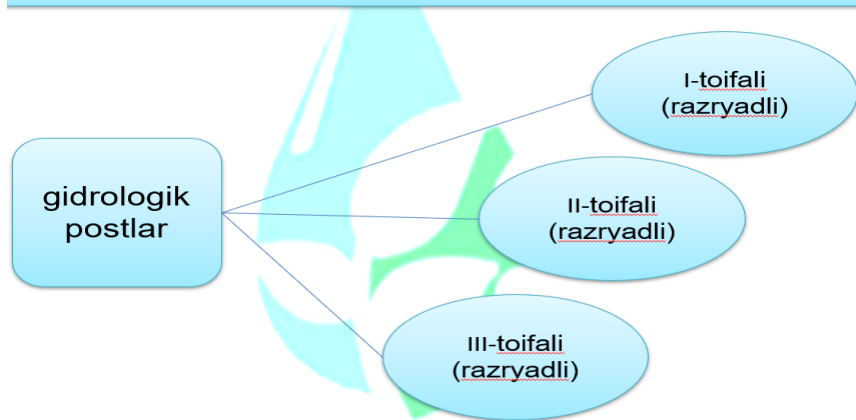 gidrologik
postlar
I-toifali
(razryadli)
II-toifali
(razryadli)
III-toifali
(razryadli)